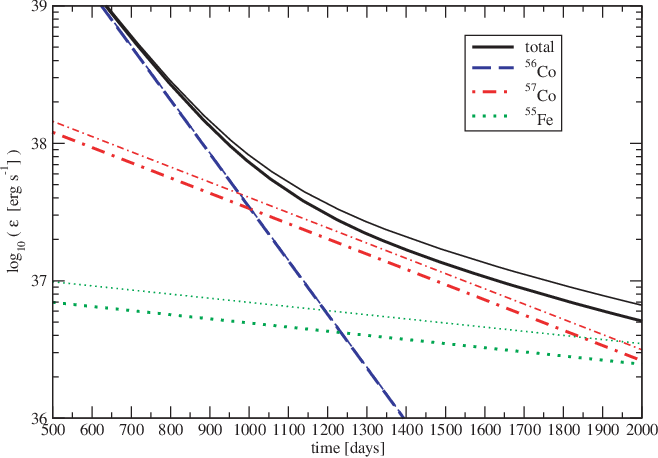 39
38
37
36
log₁₀ ( ε [erg s⁻¹] )
total
⁵⁶Co
⁵⁷Co
⁵⁵Fe
500 600 700 800 900 1000 1100 1200 1300 1400 1500 1600 1700 1800 1900 2000
time [days]